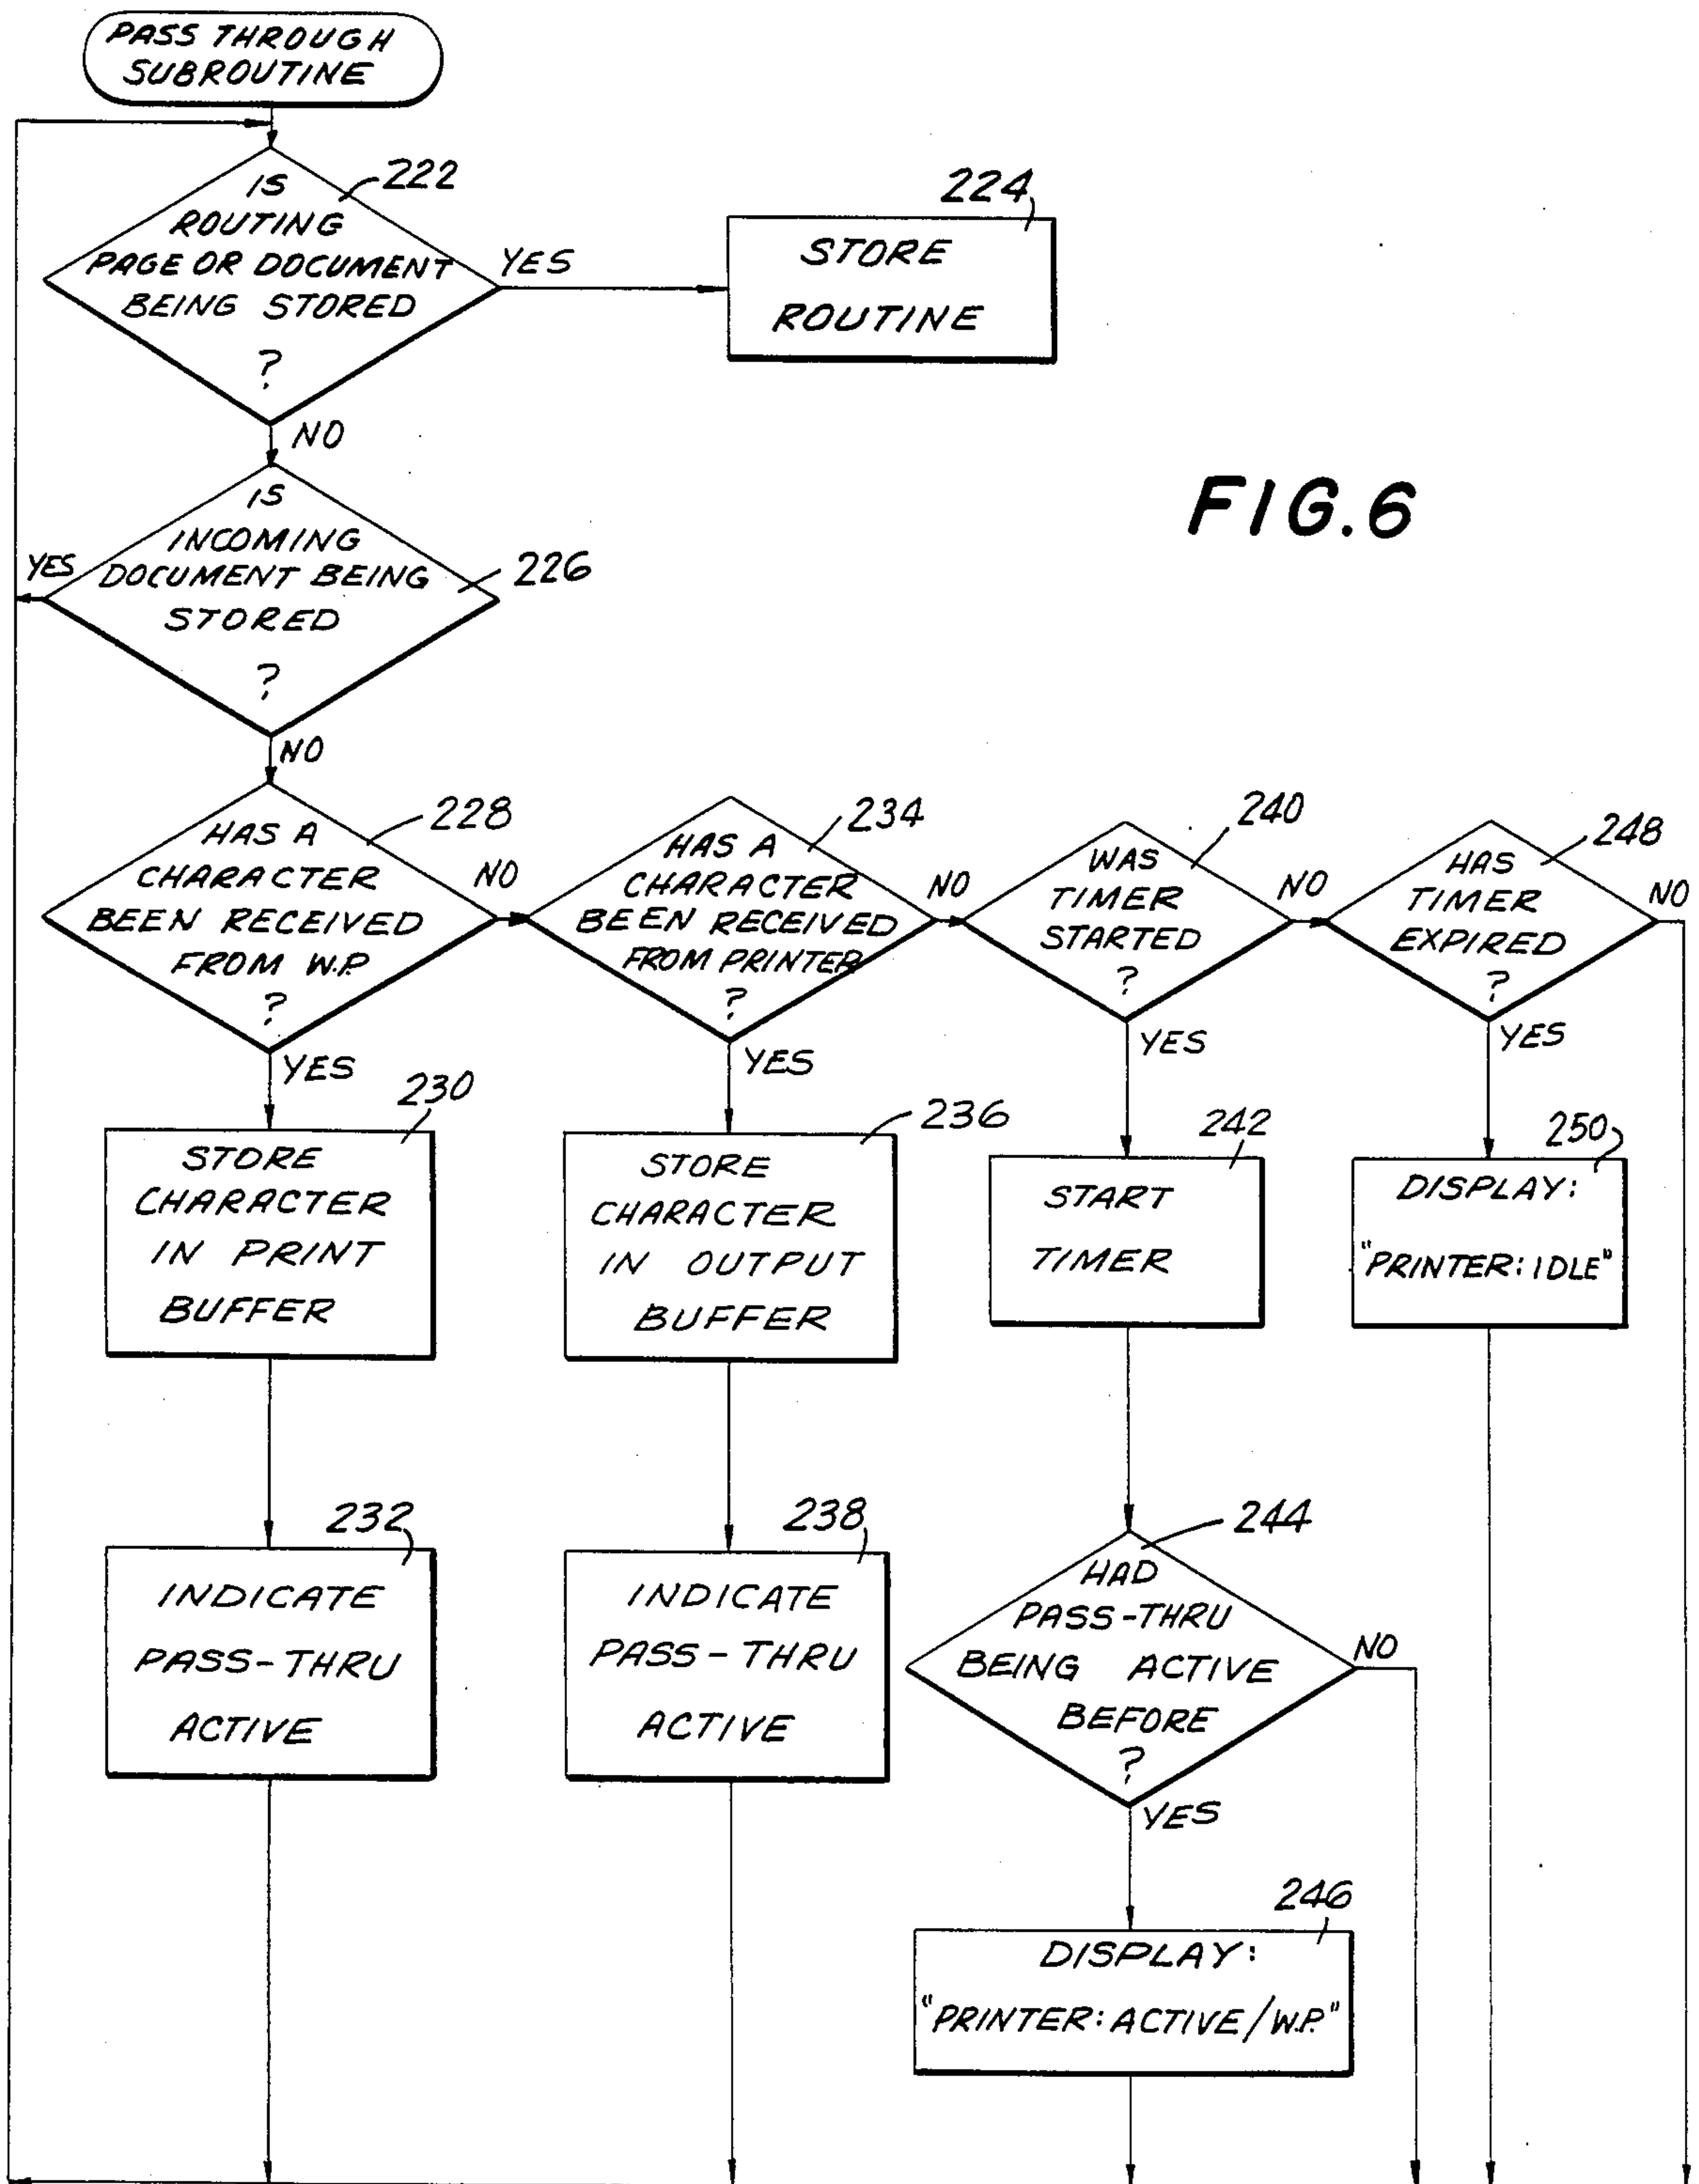 PASS THROUGH
SUBROUTINE
222
IS
ROUTING
PAGE OR DOCUMENT
BEING STORED
?
YES
224
STORE
ROUTINE
NO
FIG.6
IS
INCOMING
DOCUMENT BEING
STORED
?
YES
226
NO
228
HAS A
CHARACTER
BEEN RECEIVED
FROM W.P.
?
NO
YES
234
HAS A
CHARACTER
BEEN RECEIVED
FROM PRINTER
?
NO
YES
240
WAS
TIMER
STARTED
?
NO
YES
248
HAS
TIMER
EXPIRED
?
NO
YES
230
STORE
CHARACTER
IN PRINT
BUFFER
236
STORE
CHARACTER
IN OUTPUT
BUFFER
242
START
TIMER
250
DISPLAY:
"PRINTER: IDLE"
232
INDICATE
PASS-THRU
ACTIVE
238
INDICATE
PASS-THRU
ACTIVE
244
HAD
PASS-THRU
BEING ACTIVE
BEFORE
?
NO
YES
246
DISPLAY:
"PRINTER: ACTIVE/W.P."